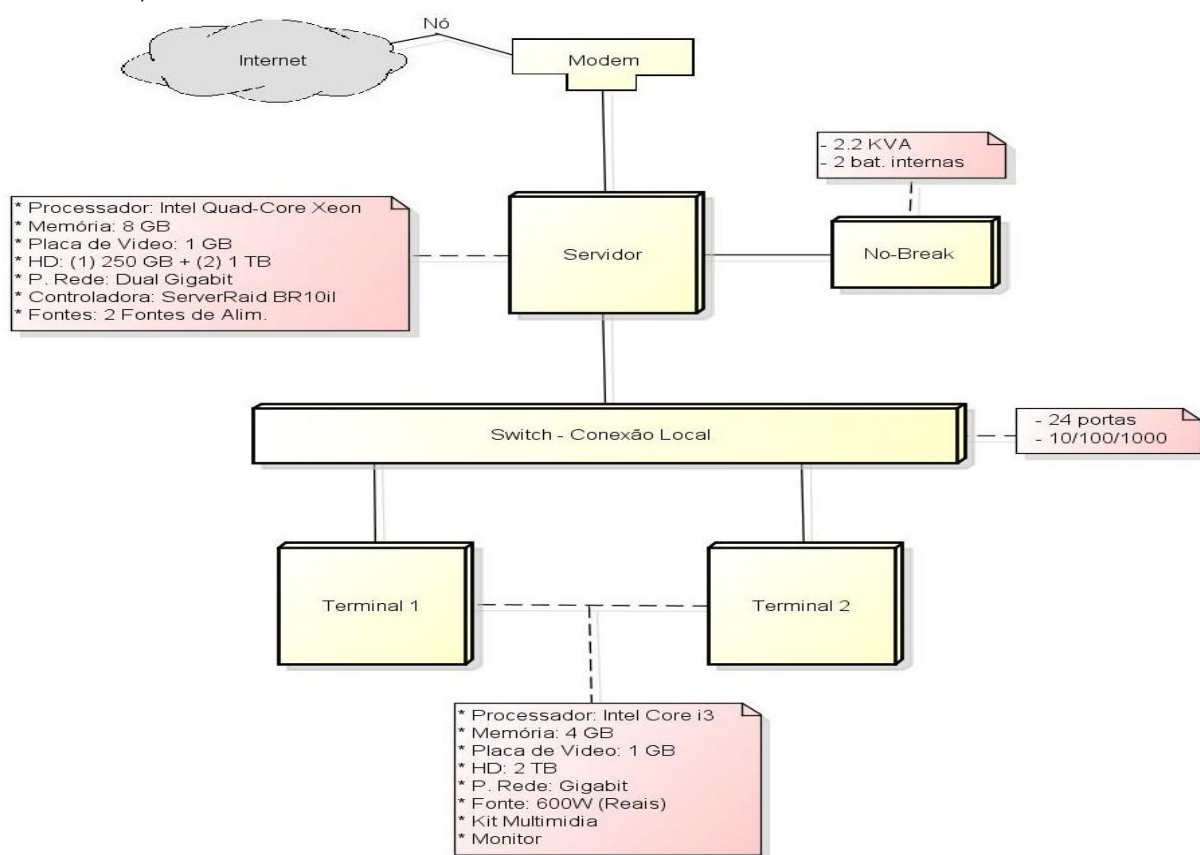 Nó
Internet
Modem
- 2.2 KVA
- 2 bat. internas
* Processador: Intel Quad-Core Xeon
* Memória: 8 GB
* Placa de Video: 1 GB
* HD: (1) 250 GB + (2) 1 TB
* P. Rede: Dual Gigabit
* Controladora: ServerRaid BR10il
* Fontes: 2 Fontes de Alim.
Servidor
No-Break
Switch - Conexão Local
- 24 portas
- 10/100/1000
Terminal 1
Terminal 2
* Processador: Intel Core i3
* Memória: 4 GB
* Placa de Video: 1 GB
* HD: 2 TB
* P. Rede: Gigabit
* Fonte: 600W (Reais)
* Kit Multimidia
* Monitor